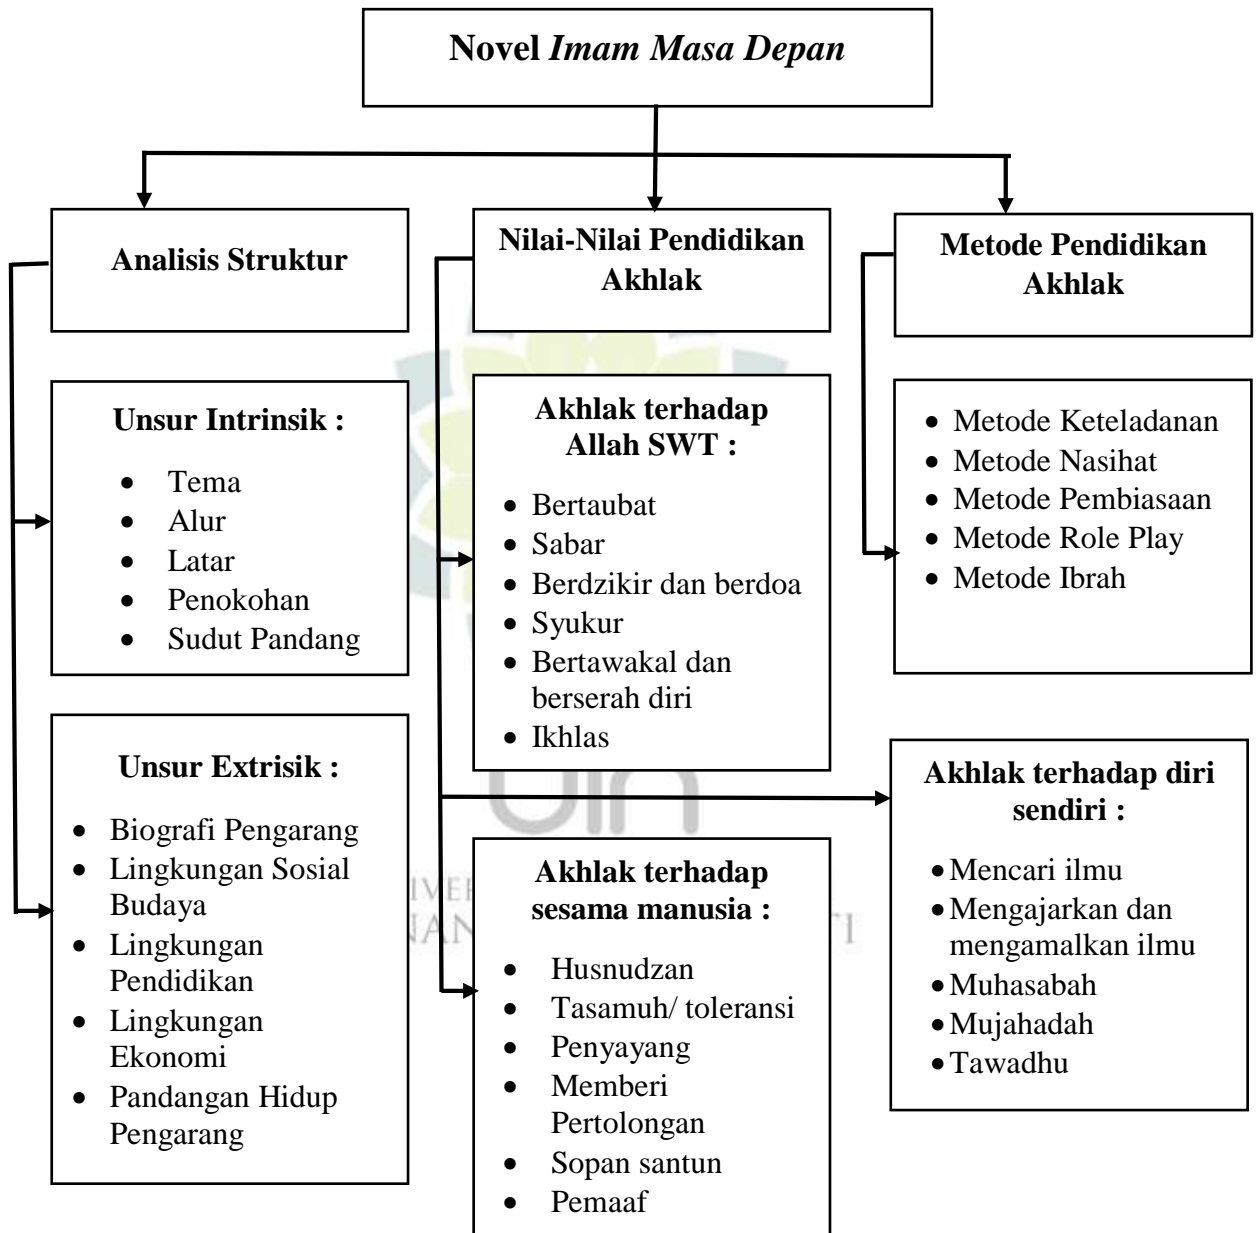 Novel Imam Masa Depan
Analisis Struktur
Nilai-Nilai Pendidikan
Akhlak
Metode Pendidikan
Akhlak
Unsur Intrinsik :
• Tema
• Alur
• Latar
• Penokohan
• Sudut Pandang
Akhlak terhadap
Allah SWT :
• Bertaubat
• Sabar
• Berdzikir dan berdoa
• Syukur
• Bertawakal dan
berserah diri
• Ikhlas
• Metode Keteladanan
• Metode Nasihat
• Metode Pembiasaan
• Metode Role Play
• Metode Ibrah
Unsur Extrisik :
• Biografi Pengarang
• Lingkungan Sosial
Budaya
• Lingkungan
Pendidikan
• Lingkungan
Ekonomi
• Pandangan Hidup
Pengarang
Akhlak terhadap
sesama manusia :
• Husnudzan
• Tasamuh/ toleransi
• Penyayang
• Memberi
Pertolongan
• Sopan santun
• Pemaaf
Akhlak terhadap diri
sendiri :
• Mencari ilmu
• Mengajarkan dan
mengamalkan ilmu
• Muhasabah
• Mujahadah
• Tawadhu